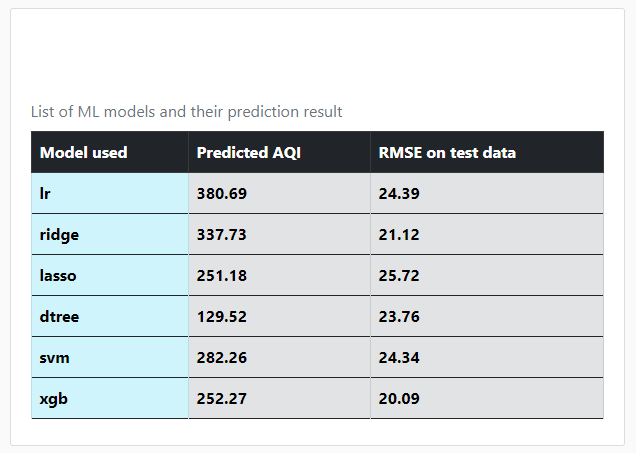 List of ML models and their prediction result
Model used Predicted AQI RMSE on test data
lr 380.69 24.39
ridge 337.73 21.12
lasso 251.18 25.72
dtree 129.52 23.76
svm 282.26 24.34
xgb 252.27 20.09